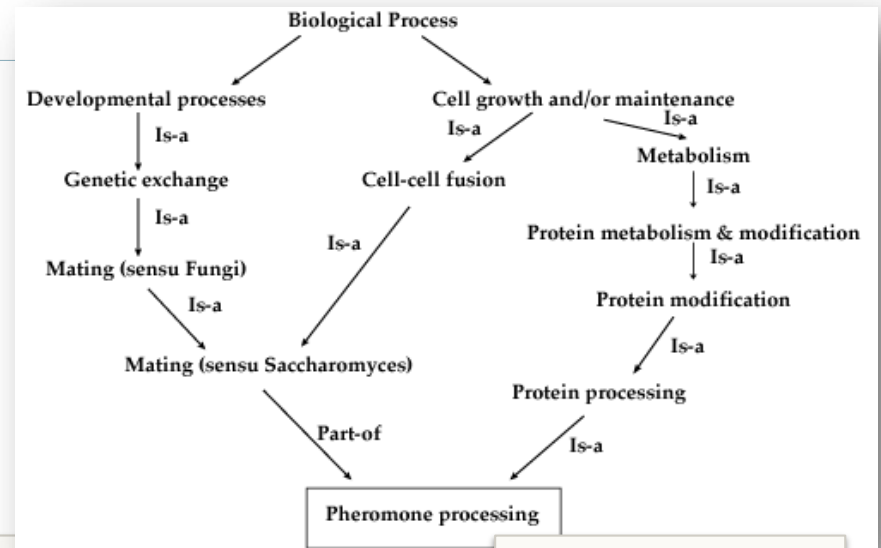 Biological Process
Developmental processes
Cell growth and/or maintenance
Is-a
Is-a
Is-a
Metabolism
Genetic exchange
Cell-cell fusion
Is-a
Is-a
Is-a
Protein metabolism & modification
Is-a
Mating (sensu Fungi)
Is-a
Protein modification
Is-a
Mating (sensu Saccharomyces)
Protein processing
Part-of
Is-a
Pheromone processing